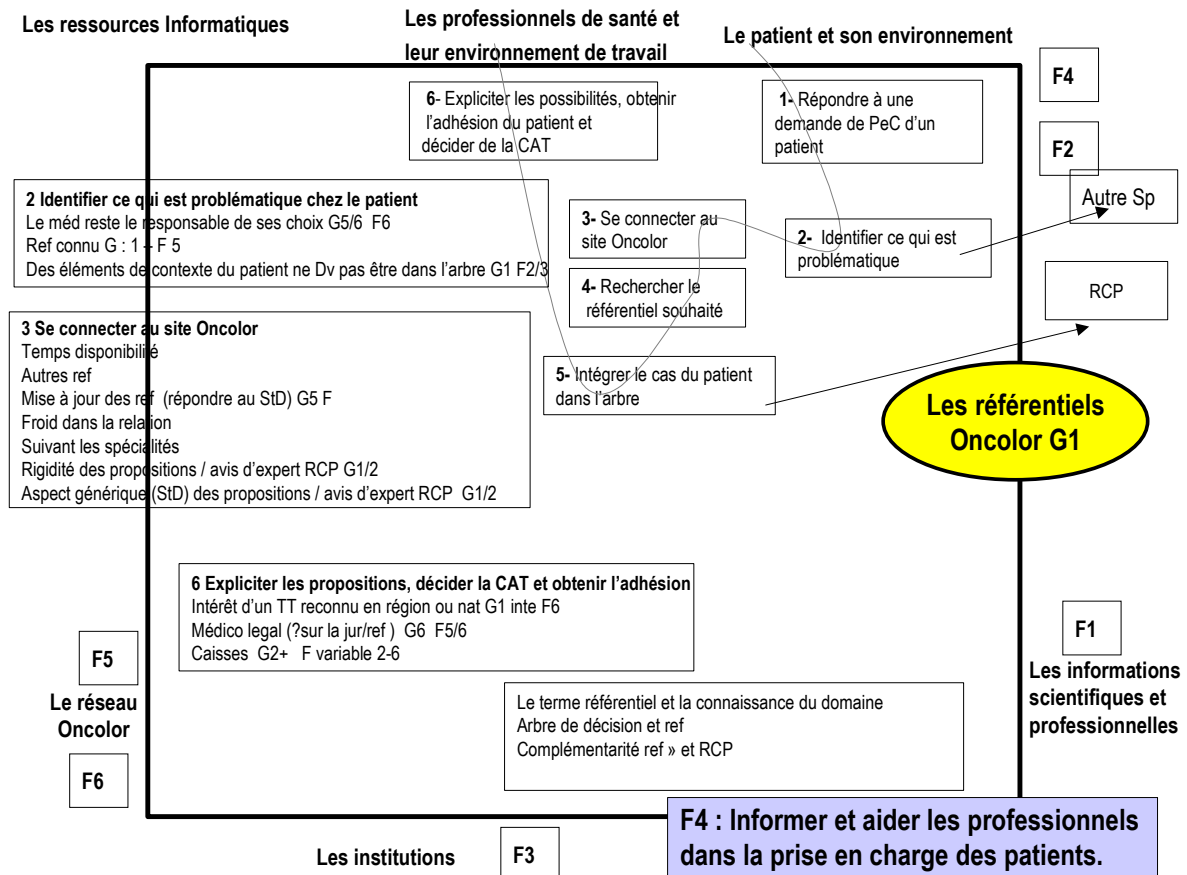 Les ressources Informatiques
Les professionnels de santé et
leur environnement de travail
Le patient et son environnement
F4
6- Expliciter les possibilités, obtenir
l'adhésion du patient et
décider de la CAT
1- Répondre à une
demande de PeC d'un
patient
F2
Autre Sp
2 Identifier ce qui est problématique chez le patient
Le méd reste le responsable de ses choix G5/6 F6
Ref connu G : 1 – F 5
Des éléments de contexte du patient ne Dv pas être dans l'arbre G1 F2/3
3- Se connecter au
site Oncolor
2- Identifier ce qui est
problématique
4- Rechercher le
référentiel souhaité
RCP
3 Se connecter au site Oncolor
Temps disponibilité
Autres ref
Mise à jour des ref (répondre au StD) G5 F
Froid dans la relation
Suivant les spécialités
Rigidité des propositions / avis d'expert RCP G1/2
Aspect générique (StD) des propositions / avis d'expert RCP G1/2
5- Intégrer le cas du patient
dans l'arbre
Les référentiels
Oncolor G1
6 Expliciter les propositions, décider la CAT et obtenir l'adhésion
Intérêt d'un TT reconnu en région ou nat G1 inte F6
Médico legal (?sur la jur/ref ) G6 F5/6
Caisses G2+ F variable 2-6
F5
Le réseau
Oncolor
F6
F1
Les informations
scientifiques et
professionnelles
Le terme référentiel et la connaissance du domaine
Arbre de décision et ref
Complémentarité ref » et RCP
F4 : Informer et aider les professionnels
dans la prise en charge des patients.
Les institutions
F3